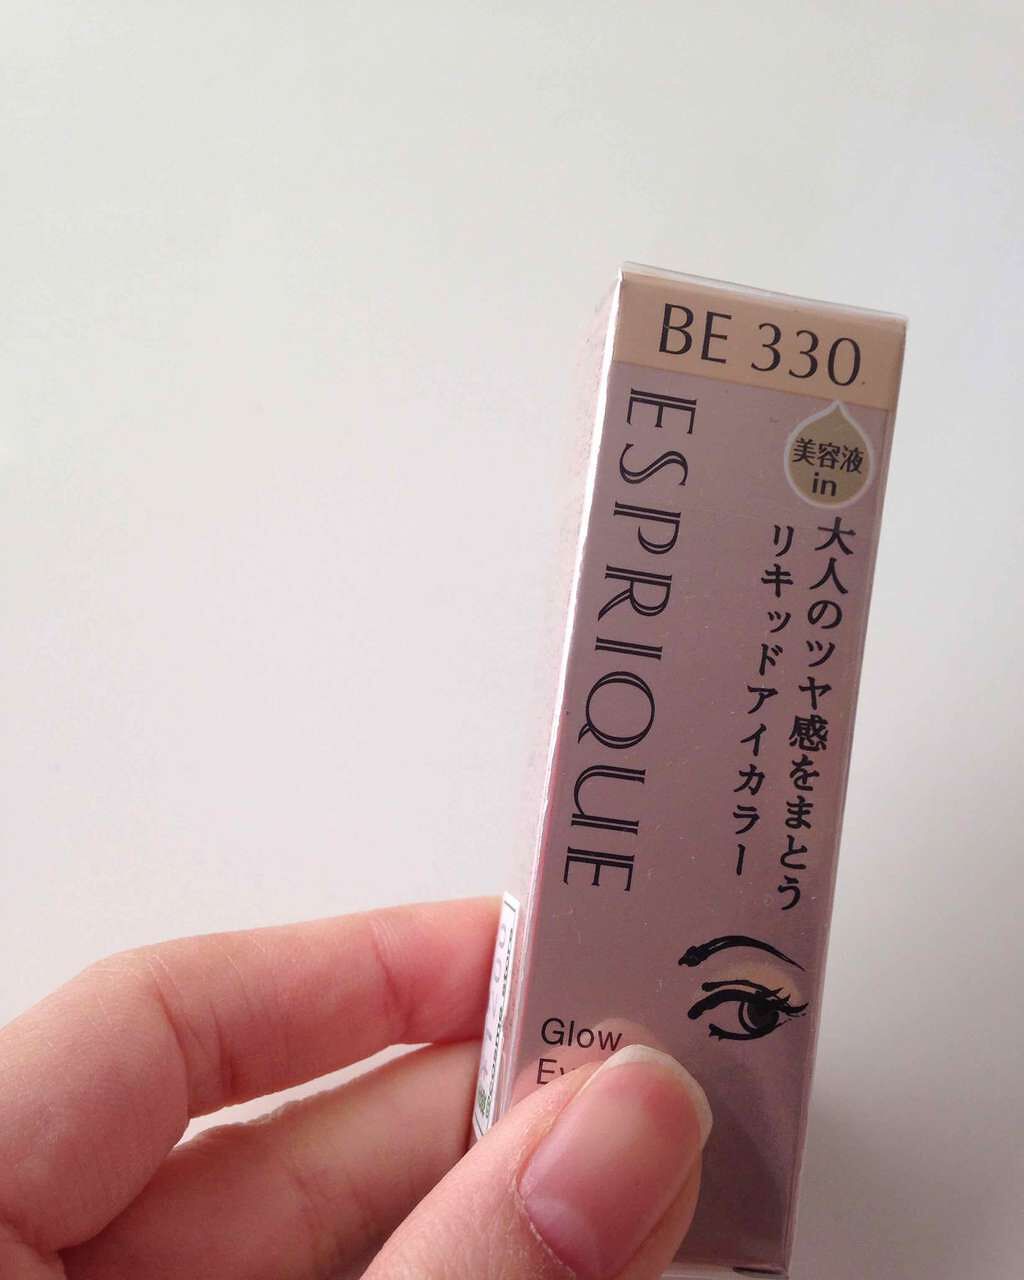 BE 330
ESPRIQUE
美容液
in
大人のツヤ感をまとう
リキッドアイカラー
Glow